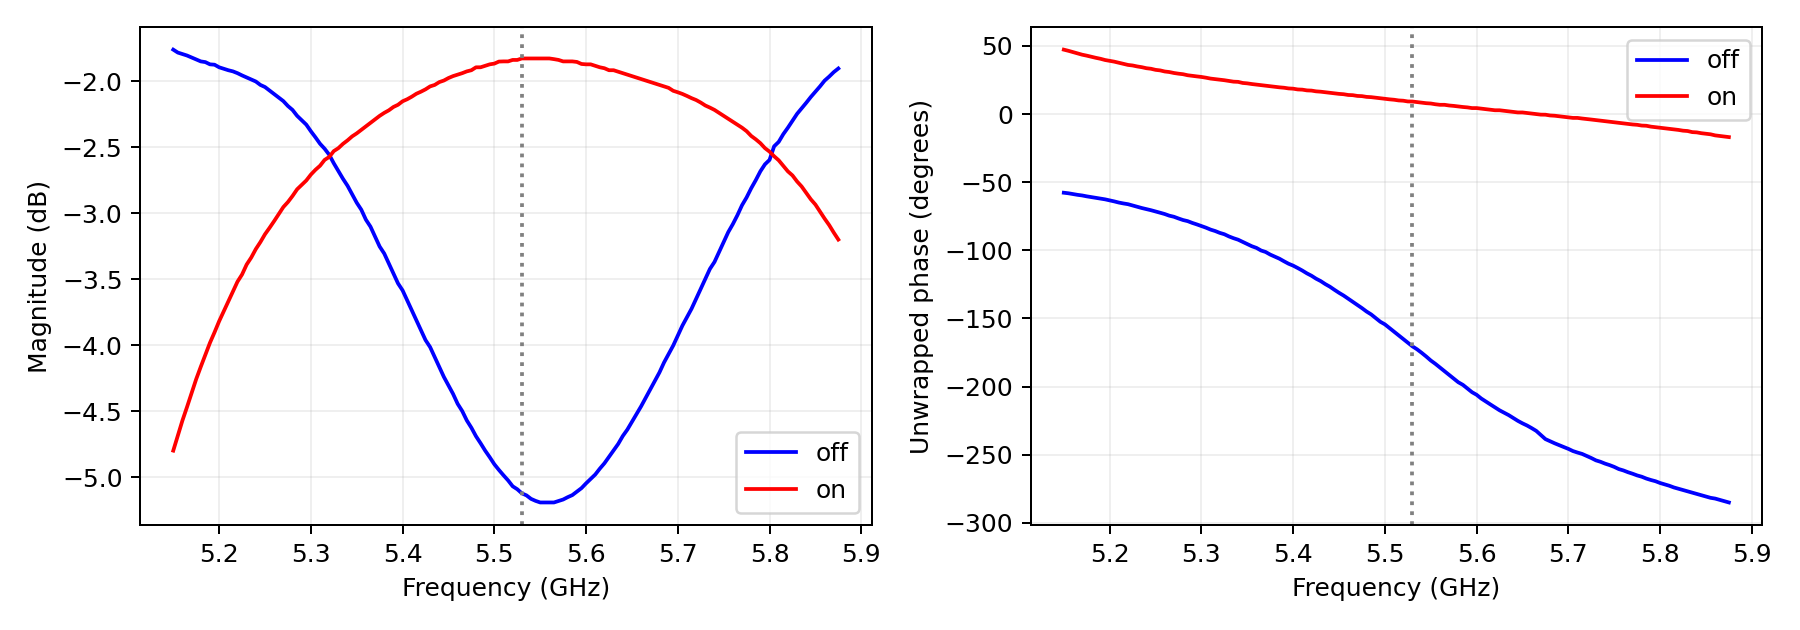 Magnitude (dB)
−2.0
−2.5
−3.0
−3.5
−4.0
−4.5
−5.0
off
on
5.2 5.3 5.4 5.5 5.6 5.7 5.8 5.9
Frequency (GHz)
Unwrapped phase (degrees)
50
0
−50
−100
−150
−200
−250
−300
off
on
5.2 5.3 5.4 5.5 5.6 5.7 5.8 5.9
Frequency (GHz)